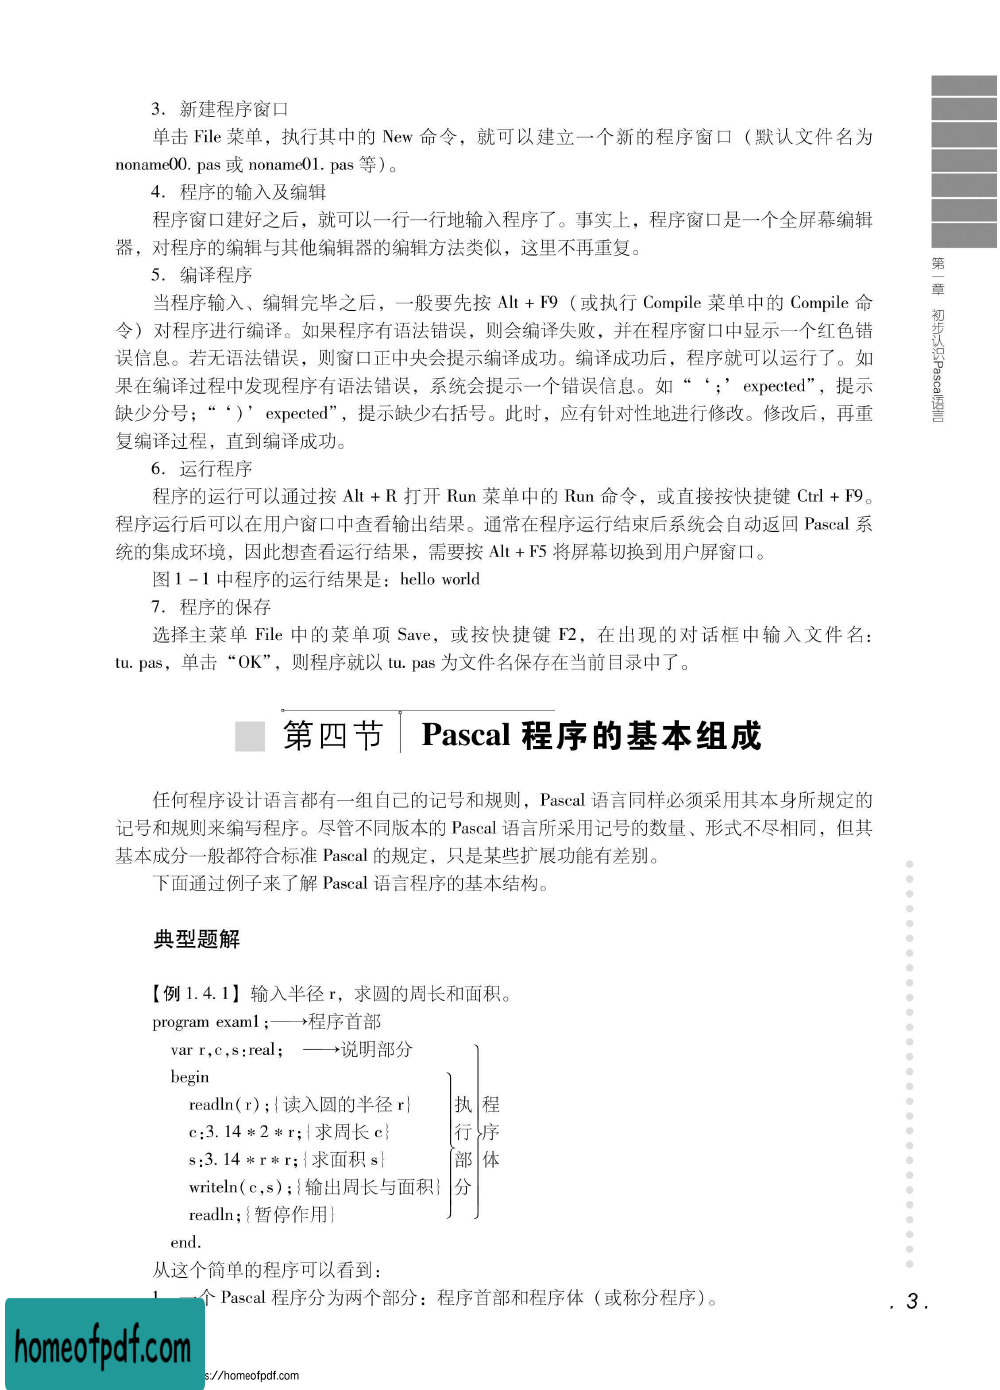 3. 新建程序窗口
单击 File 菜单，执行其中的 New 命令，就可以建立一个新的程序窗口（默认文件名为
noname00. pas 或 noname01. pas 等）。
4. 程序的输入及编辑
程序窗口建好之后，就可以一行一行地输入程序了。事实上，程序窗口是一个全屏幕编辑
器，对程序的编辑与其他编辑器的编辑方法类似，这里不再重复。
5. 编译程序
当程序输入、编辑完毕之后，一般要先按 Alt + F9（或执行 Compile 菜单中的 Compile 命
令）对程序进行编译。如果程序有语法错误，则会编译失败，并在程序窗口中显示一个红色错
误信息。若无语法错误，则窗口正中央会提示编译成功。编译成功后，程序就可以运行了。如
果在编译过程中发现程序有语法错误，系统会提示一个错误信息。如“‘;’expected”，提示
缺少分号；“‘)’expected”，提示缺少右括号。此时，应有针对性地进行修改。修改后，再重
复编译过程，直到编译成功。
6. 运行程序
程序的运行可以通过按 Alt + R 打开 Run 菜单中的 Run 命令，或直接按快捷键 Ctrl + F9。
程序运行后可以在用户窗口中查看输出结果。通常在程序运行结束后系统会自动返回 Pascal 系
统的集成环境，因此想查看运行结果，需要按 Alt + F5 将屏幕切换到用户屏窗口。
图 1 - 1 中程序的运行结果是：hello world
7. 程序的保存
选择主菜单 File 中的菜单项 Save，或按快捷键 F2，在出现的对话框中输入文件名：
tu. pas，单击“OK”，则程序就以 tu. pas 为文件名保存在当前目录中了。
第四节 Pascal 程序的基本组成
任何程序设计语言都有一组自己的记号和规则，Pascal 语言同样必须采用其本身所规定的
记号和规则来编写程序。尽管不同版本的 Pascal 语言所采用记号的数量、形式不尽相同，但其
基本成分一般都符合标准 Pascal 的规定，只是某些扩展功能有差别。
下面通过例子来了解 Pascal 语言程序的基本结构。
典型题解
【例 1. 4. 1】输入半径 r，求圆的周长和面积。
program exam1;──→程序首部
var r,c,s:real; ──→说明部分
begin
readln(r);{读入圆的半径 r} 执 程
c:3. 14 * 2 * r;{求周长 c} 行 序
s:3. 14 * r * r;{求面积 s} 部 体
writeln(c,s);{输出周长与面积} 分
readln;{暂停作用}
end.
从这个简单的程序可以看到：
1. 一个 Pascal 程序分为两个部分：程序首部和程序体（或称分程序）。
第一章 初步认识Pascal语言
. 3 .
homeofpdf.com
s://homeofpdf.com